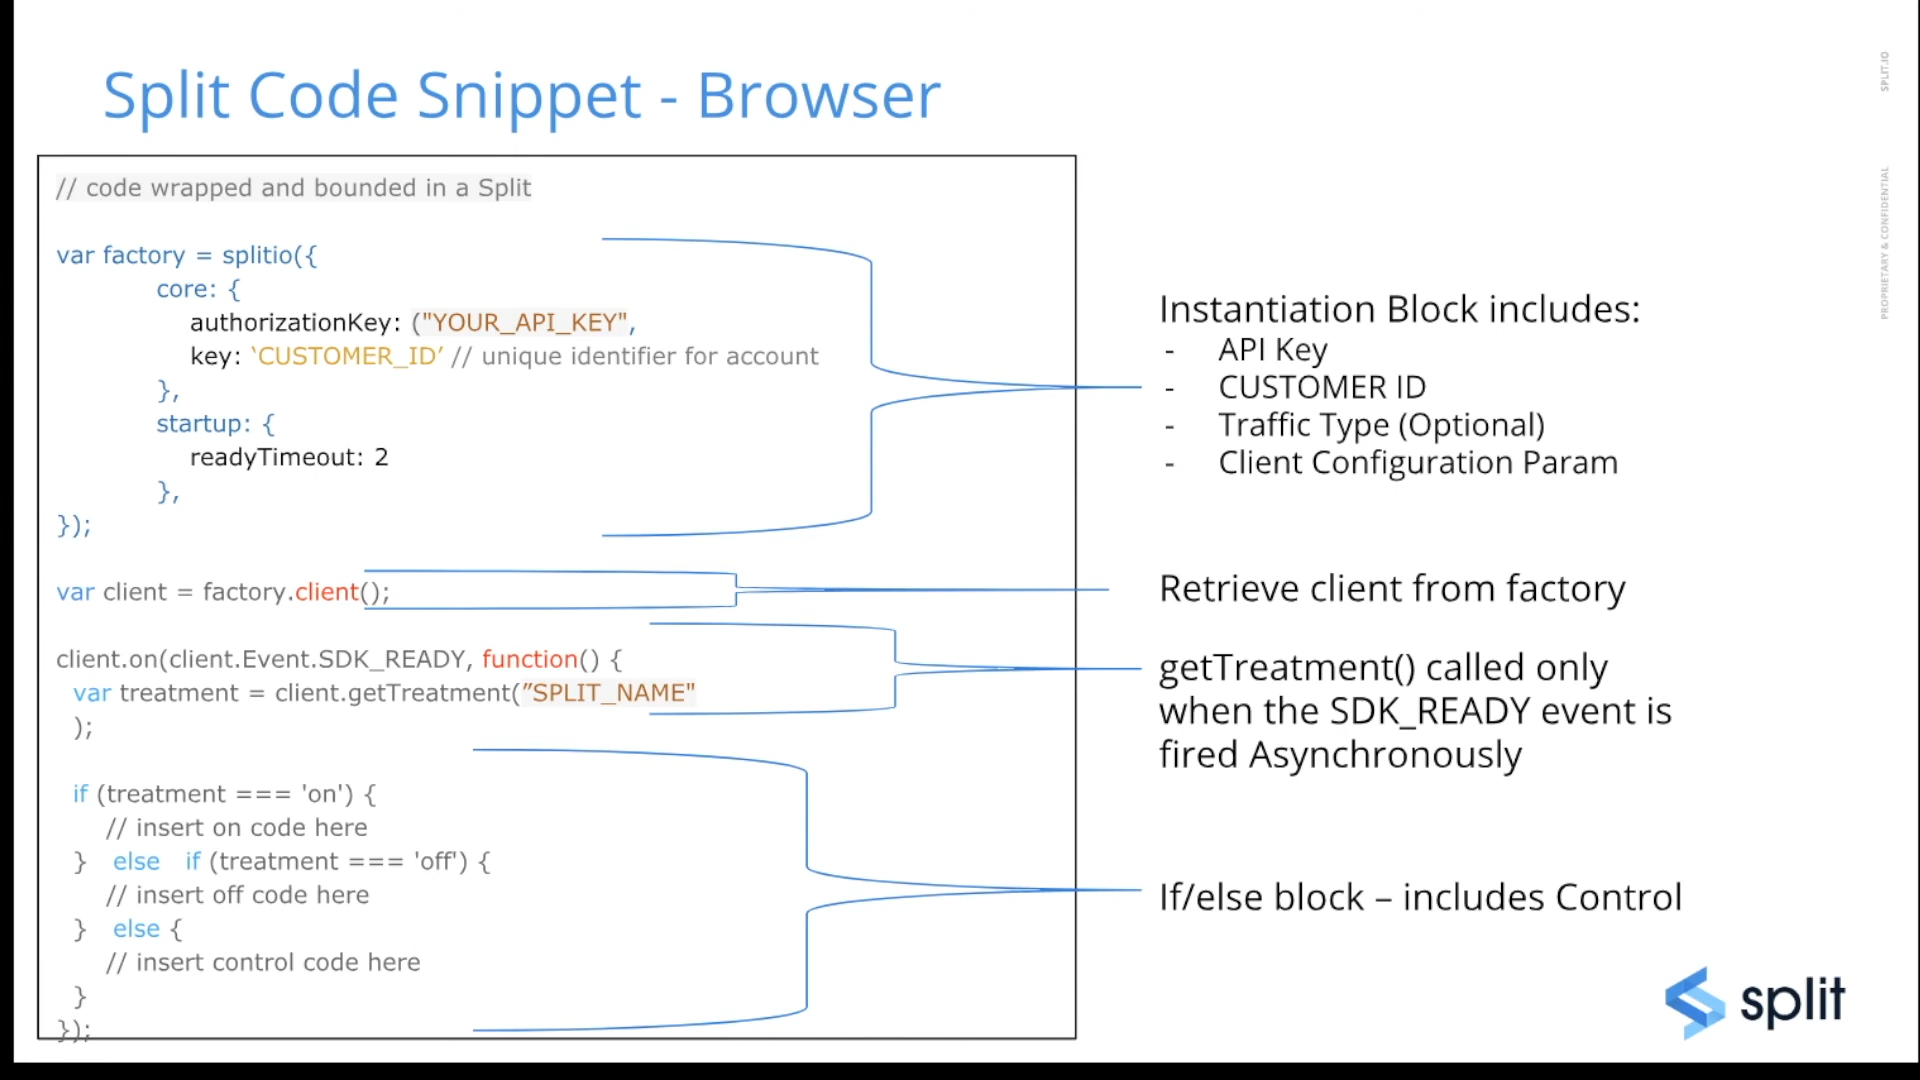 Split Code Snippet - Browser
SPLIT.IO
PROPRIETARY & CONFIDENTIAL
// code wrapped and bounded in a Split
var factory = splitio({
core: {
authorizationKey: ("YOUR_API_KEY",
key: ‘CUSTOMER_ID’ // unique identifier for account
},
startup: {
readyTimeout: 2
},
});
var client = factory.client();
client.on(client.Event.SDK_READY, function() {
var treatment = client.getTreatment(”SPLIT_NAME"
);
if (treatment === 'on') {
// insert on code here
} else if (treatment === 'off') {
// insert off code here
} else {
// insert control code here
}
});
Instantiation Block includes:
- API Key
- CUSTOMER ID
- Traffic Type (Optional)
- Client Configuration Param
Retrieve client from factory
getTreatment() called only
when the SDK_READY event is
fired Asynchronously
If/else block – includes Control
split